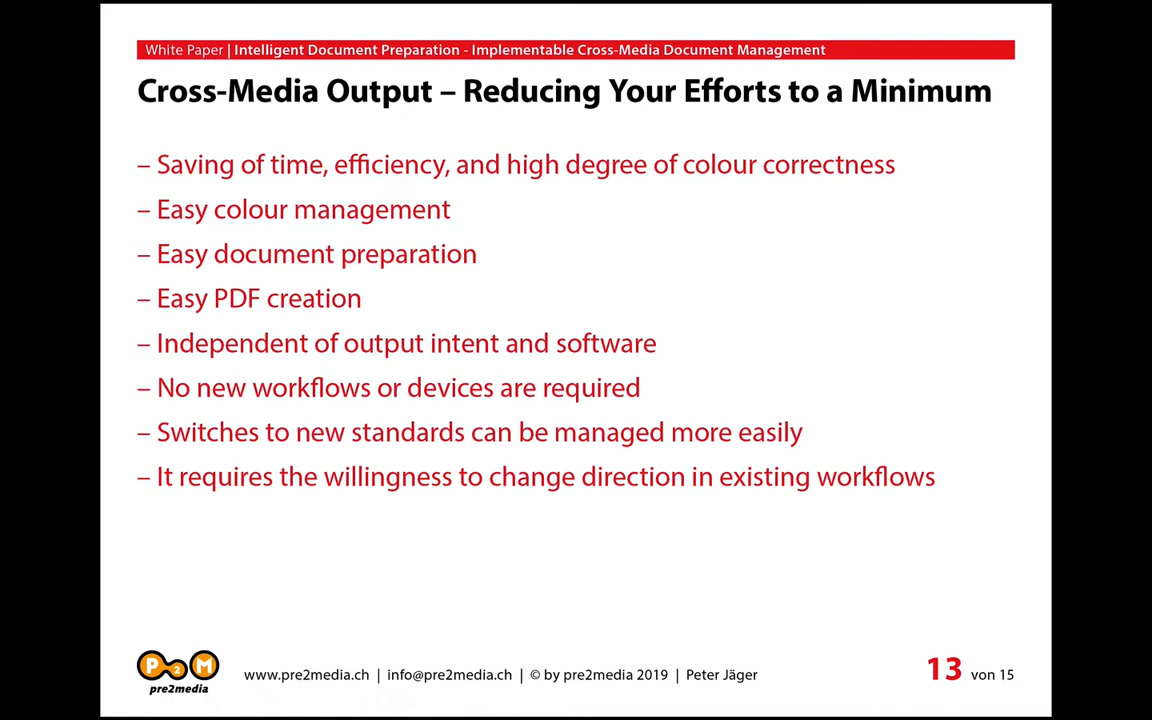 White Paper | Intelligent Document Preparation - Implementable Cross-Media Document Management
Cross-Media Output – Reducing Your Efforts to a Minimum
– Saving of time, efficiency, and high degree of colour correctness
– Easy colour management
– Easy document preparation
– Easy PDF creation
– Independent of output intent and software
– No new workflows or devices are required
– Switches to new standards can be managed more easily
– It requires the willingness to change direction in existing workflows
P2M
pre2media
www.pre2media.ch | info@pre2media.ch | © by pre2media 2019 | Peter Jäger
13 von 15